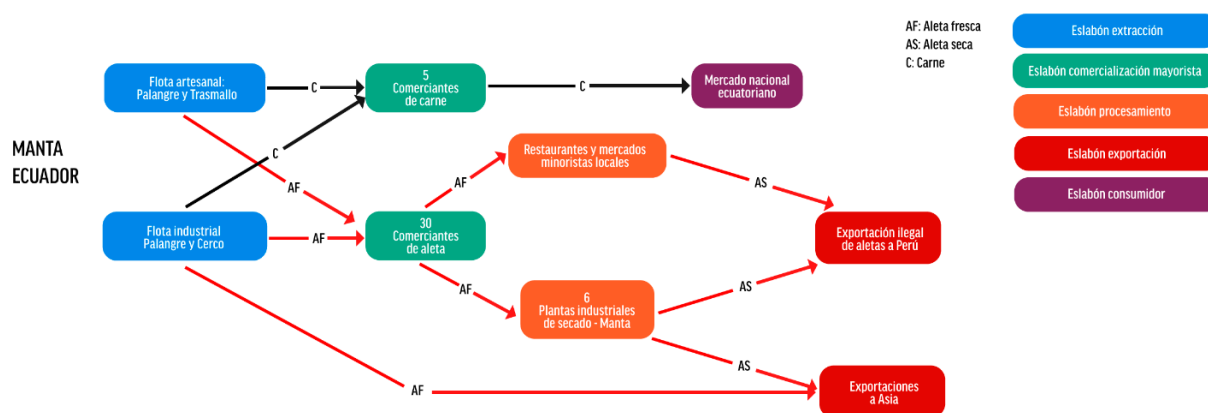 MANTA
ECUADOR
Flota artesanal:
Palangre y Trasmallo
C
5
Comerciantes
de carne
C
Mercado nacional
ecuatoriano
C
AF
Flota industrial
Palangre y Cerco
AF
30
Comerciantes
de aleta
AF
Restaurantes y mercados
minoristas locales
AS
Exportación ilegal
de aletas a Perú
AF
6
Plantas industriales
de secado - Manta
AS
AS
AF
Exportaciones
a Asia
AF: Aleta fresca
AS: Aleta seca
C: Carne
Eslabón extracción
Eslabón comercialización mayorista
Eslabón procesamiento
Eslabón exportación
Eslabón consumidor